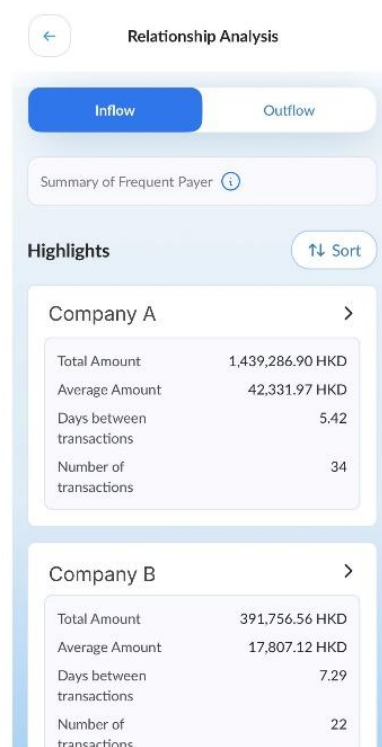 Relationship Analysis
Inflow
Outflow
Summary of Frequent Payer
Highlights
Sort
Company A
Total Amount 1,439,286.90 HKD
Average Amount 42,331.97 HKD
Days between 5.42
transactions
Number of 34
transactions
Company B
Total Amount 391,756.56 HKD
Average Amount 17,807.12 HKD
Days between 7.29
transactions
Number of 22
transactions